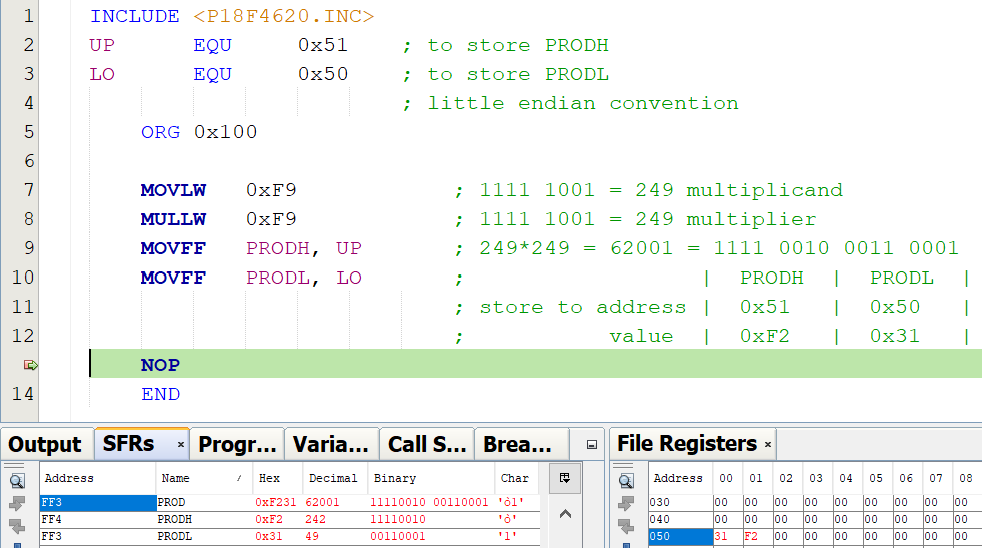 1 INCLUDE <P18F4620.INC>
2 UP EQU 0x51 ; to store PRODH
3 LO EQU 0x50 ; to store PRODL
4 ; little endian convention
5 ORG 0x100
6
7 MOVLW 0xF9 ; 1111 1001 = 249 multiplicand
8 MULLW 0xF9 ; 1111 1001 = 249 multiplier
9 MOVFF PRODH, UP ; 249*249 = 62001 = 1111 0010 0011 0001
10 MOVFF PRODL, LO ; | PRODH | PRODL |
11 ; store to address | 0x51 | 0x50 |
12 ; value | 0xF2 | 0x31 |
NOP
14 END
Output SFRs × Progr... Varia... Call S... Brea...
Address Name / Hex Decimal Binary Char
FF3 PROD 0xF231 62001 11110010 00110001 'ò1'
FF4 PRODH 0xF2 242 11110010 'ò'
FF3 PRODL 0x31 49 00110001 '1'
File Registers ×
Address 00 01 02 03 04 05 06 07 08
030 00 00 00 00 00 00 00 00 00
040 00 00 00 00 00 00 00 00 00
050 31 F2 00 00 00 00 00 00 00